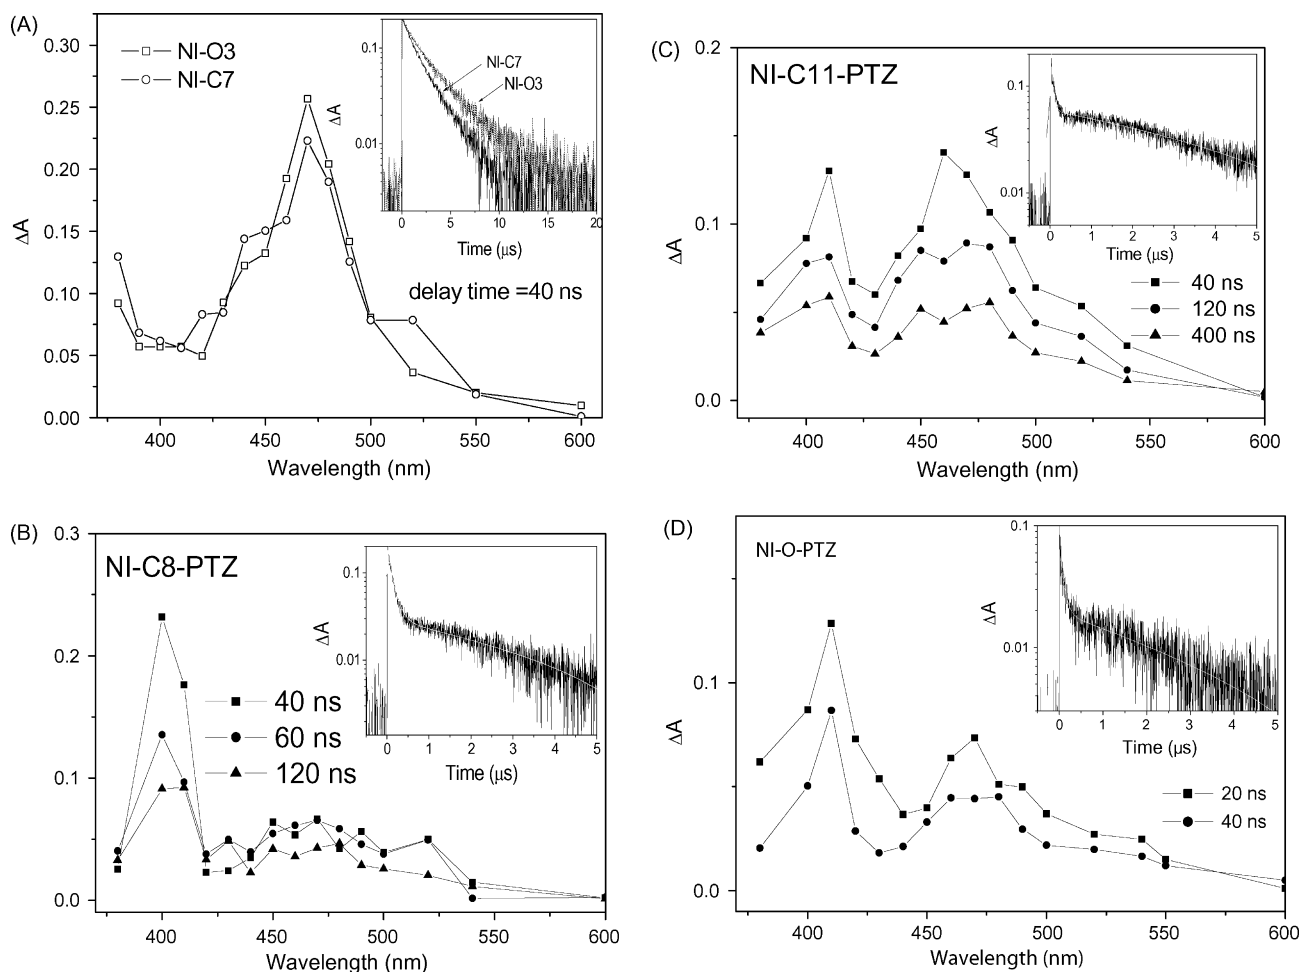 (A)
NI-O3
NI-C7
0.30
0.25
0.20
0.15
0.10
0.05
0.00
ΔA
400
450
500
550
600
Wavelength (nm)
delay time =40 ns
0.1
0.01
ΔA
NI-C7
NI-O3
0
5
10
15
20
Time (μs)
(C)
NI-C11-PTZ
0.2
0.1
0.0
ΔA
400
450
500
550
600
Wavelength (nm)
40 ns
120 ns
400 ns
0.1
0.01
ΔA
0
1
2
3
4
5
Time (μs)
(B)
NI-C8-PTZ
0.3
0.2
0.1
0.0
ΔA
40 ns
60 ns
120 ns
400
450
500
550
600
Wavelength (nm)
0.1
0.01
ΔA
0
1
2
3
4
5
Time (μs)
(D)
NI-O-PTZ
0.1
0.0
ΔA
400
450
500
550
600
Wavelength (nm)
20 ns
40 ns
0.1
0.01
ΔA
0
1
2
3
4
5
Time (μs)